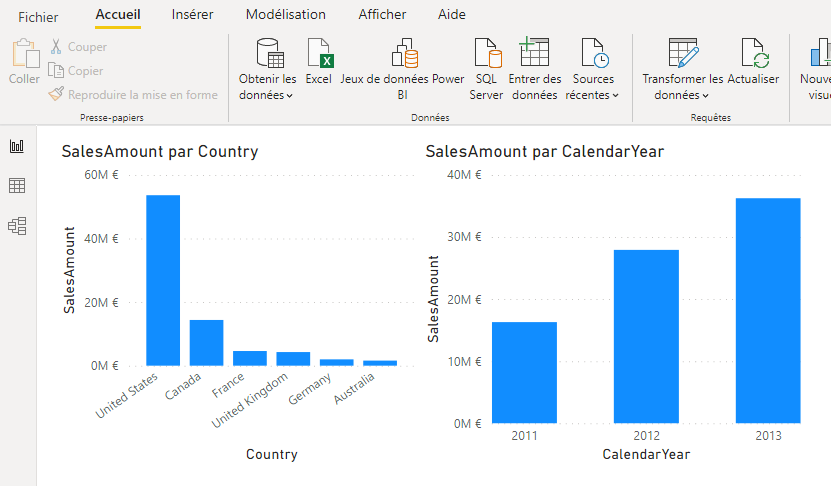 Fichier
Accueil
Insérer
Modélisation
Afficher
Aide
Coller
Couper
Copier
Reproduire la mise en forme
Presse-papiers
Obtenir les
données
Excel
Jeux de données Power
BI
SQL
Server
Entrer des
données
Sources
récentes
Données
Transformer les
données
Actualiser
Requêtes
Nouve
visu
SalesAmount par Country
60M €
40M €
20M €
0M €
SalesAmount
United States
Canada
France
United Kingdom
Germany
Australia
Country
SalesAmount par CalendarYear
40M €
30M €
20M €
10M €
0M €
SalesAmount
2011
2012
2013
CalendarYear